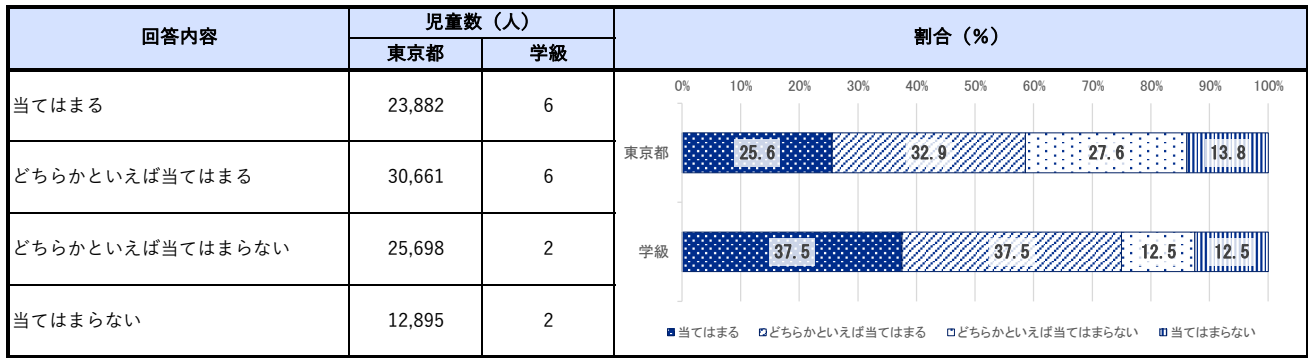 回答内容 児童数（人） 割合（%）
東京都 学級
当てはまる 23,882 6
どちらかといえば当てはまる 30,661 6
どちらかといえば当てはまらない 25,698 2
当てはまらない 12,895 2
0% 10% 20% 30% 40% 50% 60% 70% 80% 90% 100%
東京都 25.6 32.9 27.6 13.8
学級 37.5 37.5 12.5 12.5
当てはまる どちらかといえば当てはまる どちらかといえば当てはまらない 当てはまらない